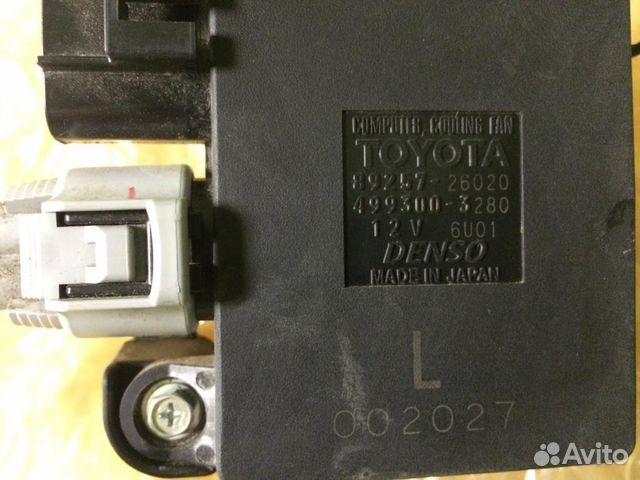 COMPUTER, COOLING FAN
TOYOTA
89257-26020
499300-3280
12V 6U01
DENSO
MADE IN JAPAN
L
002027
Avito